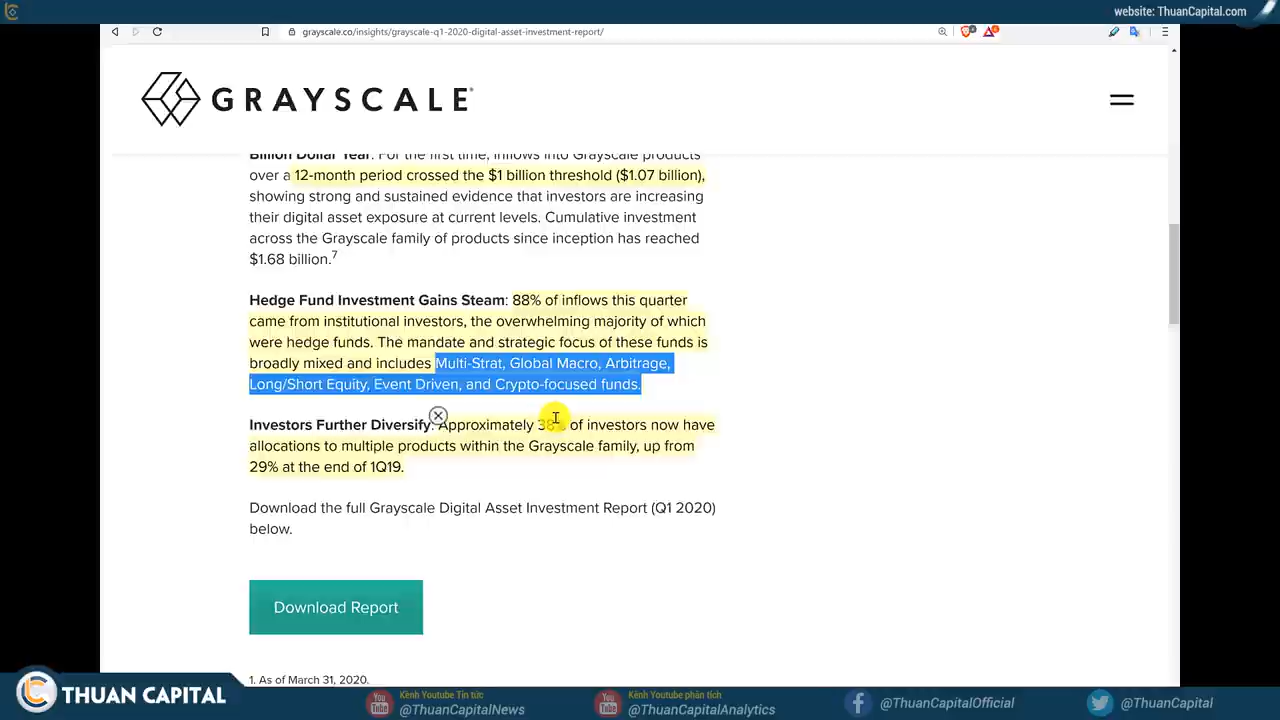 website: ThuanCapital.com
grayscale.co/insights/grayscale-q1-2020-digital-asset-investment-report/
GRAYSCALE
Billion Dollar Year: For the first time, inflows into Grayscale products
over a 12-month period crossed the $1 billion threshold ($1.07 billion),
showing strong and sustained evidence that investors are increasing
their digital asset exposure at current levels. Cumulative investment
across the Grayscale family of products since inception has reached
$1.68 billion.7
Hedge Fund Investment Gains Steam: 88% of inflows this quarter
came from institutional investors, the overwhelming majority of which
were hedge funds. The mandate and strategic focus of these funds is
broadly mixed and includes Multi-Strat, Global Macro, Arbitrage,
Long/Short Equity, Event Driven, and Crypto-focused funds.
Investors Further Diversify: Approximately 38% of investors now have
allocations to multiple products within the Grayscale family, up from
29% at the end of 1Q19.
Download the full Grayscale Digital Asset Investment Report (Q1 2020)
below.
Download Report
1. As of March 31, 2020.
THUAN CAPITAL
You Tube
Kênh Youtube Tin tức
@ThuanCapitalNews
You Tube
Kênh Youtube phân tích
@ThuanCapitalAnalytics
@ThuanCapitalOfficial
@ThuanCapital